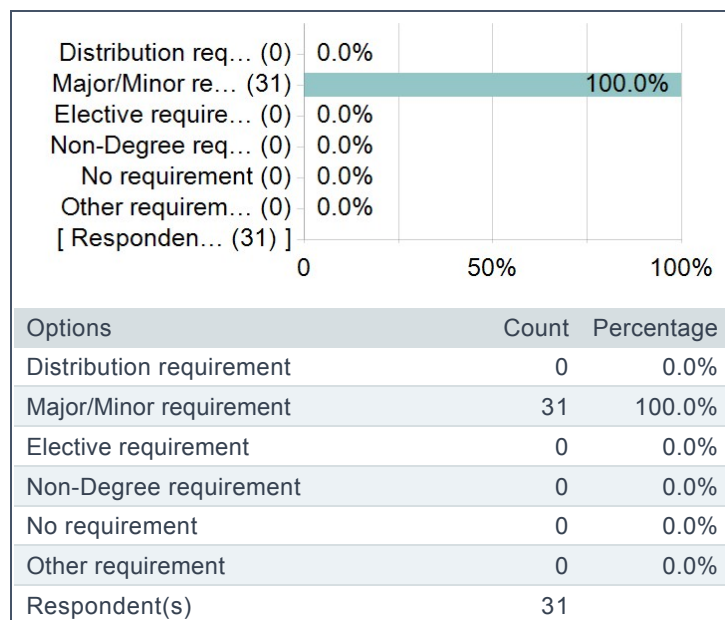 Distribution req… (0) 0.0%
Major/Minor re… (31) 100.0%
Elective require… (0) 0.0%
Non-Degree req… (0) 0.0%
No requirement (0) 0.0%
Other requirem… (0) 0.0%
[ Responden… (31) ]
0 50% 100%
Options Count Percentage
Distribution requirement 0 0.0%
Major/Minor requirement 31 100.0%
Elective requirement 0 0.0%
Non-Degree requirement 0 0.0%
No requirement 0 0.0%
Other requirement 0 0.0%
Respondent(s) 31